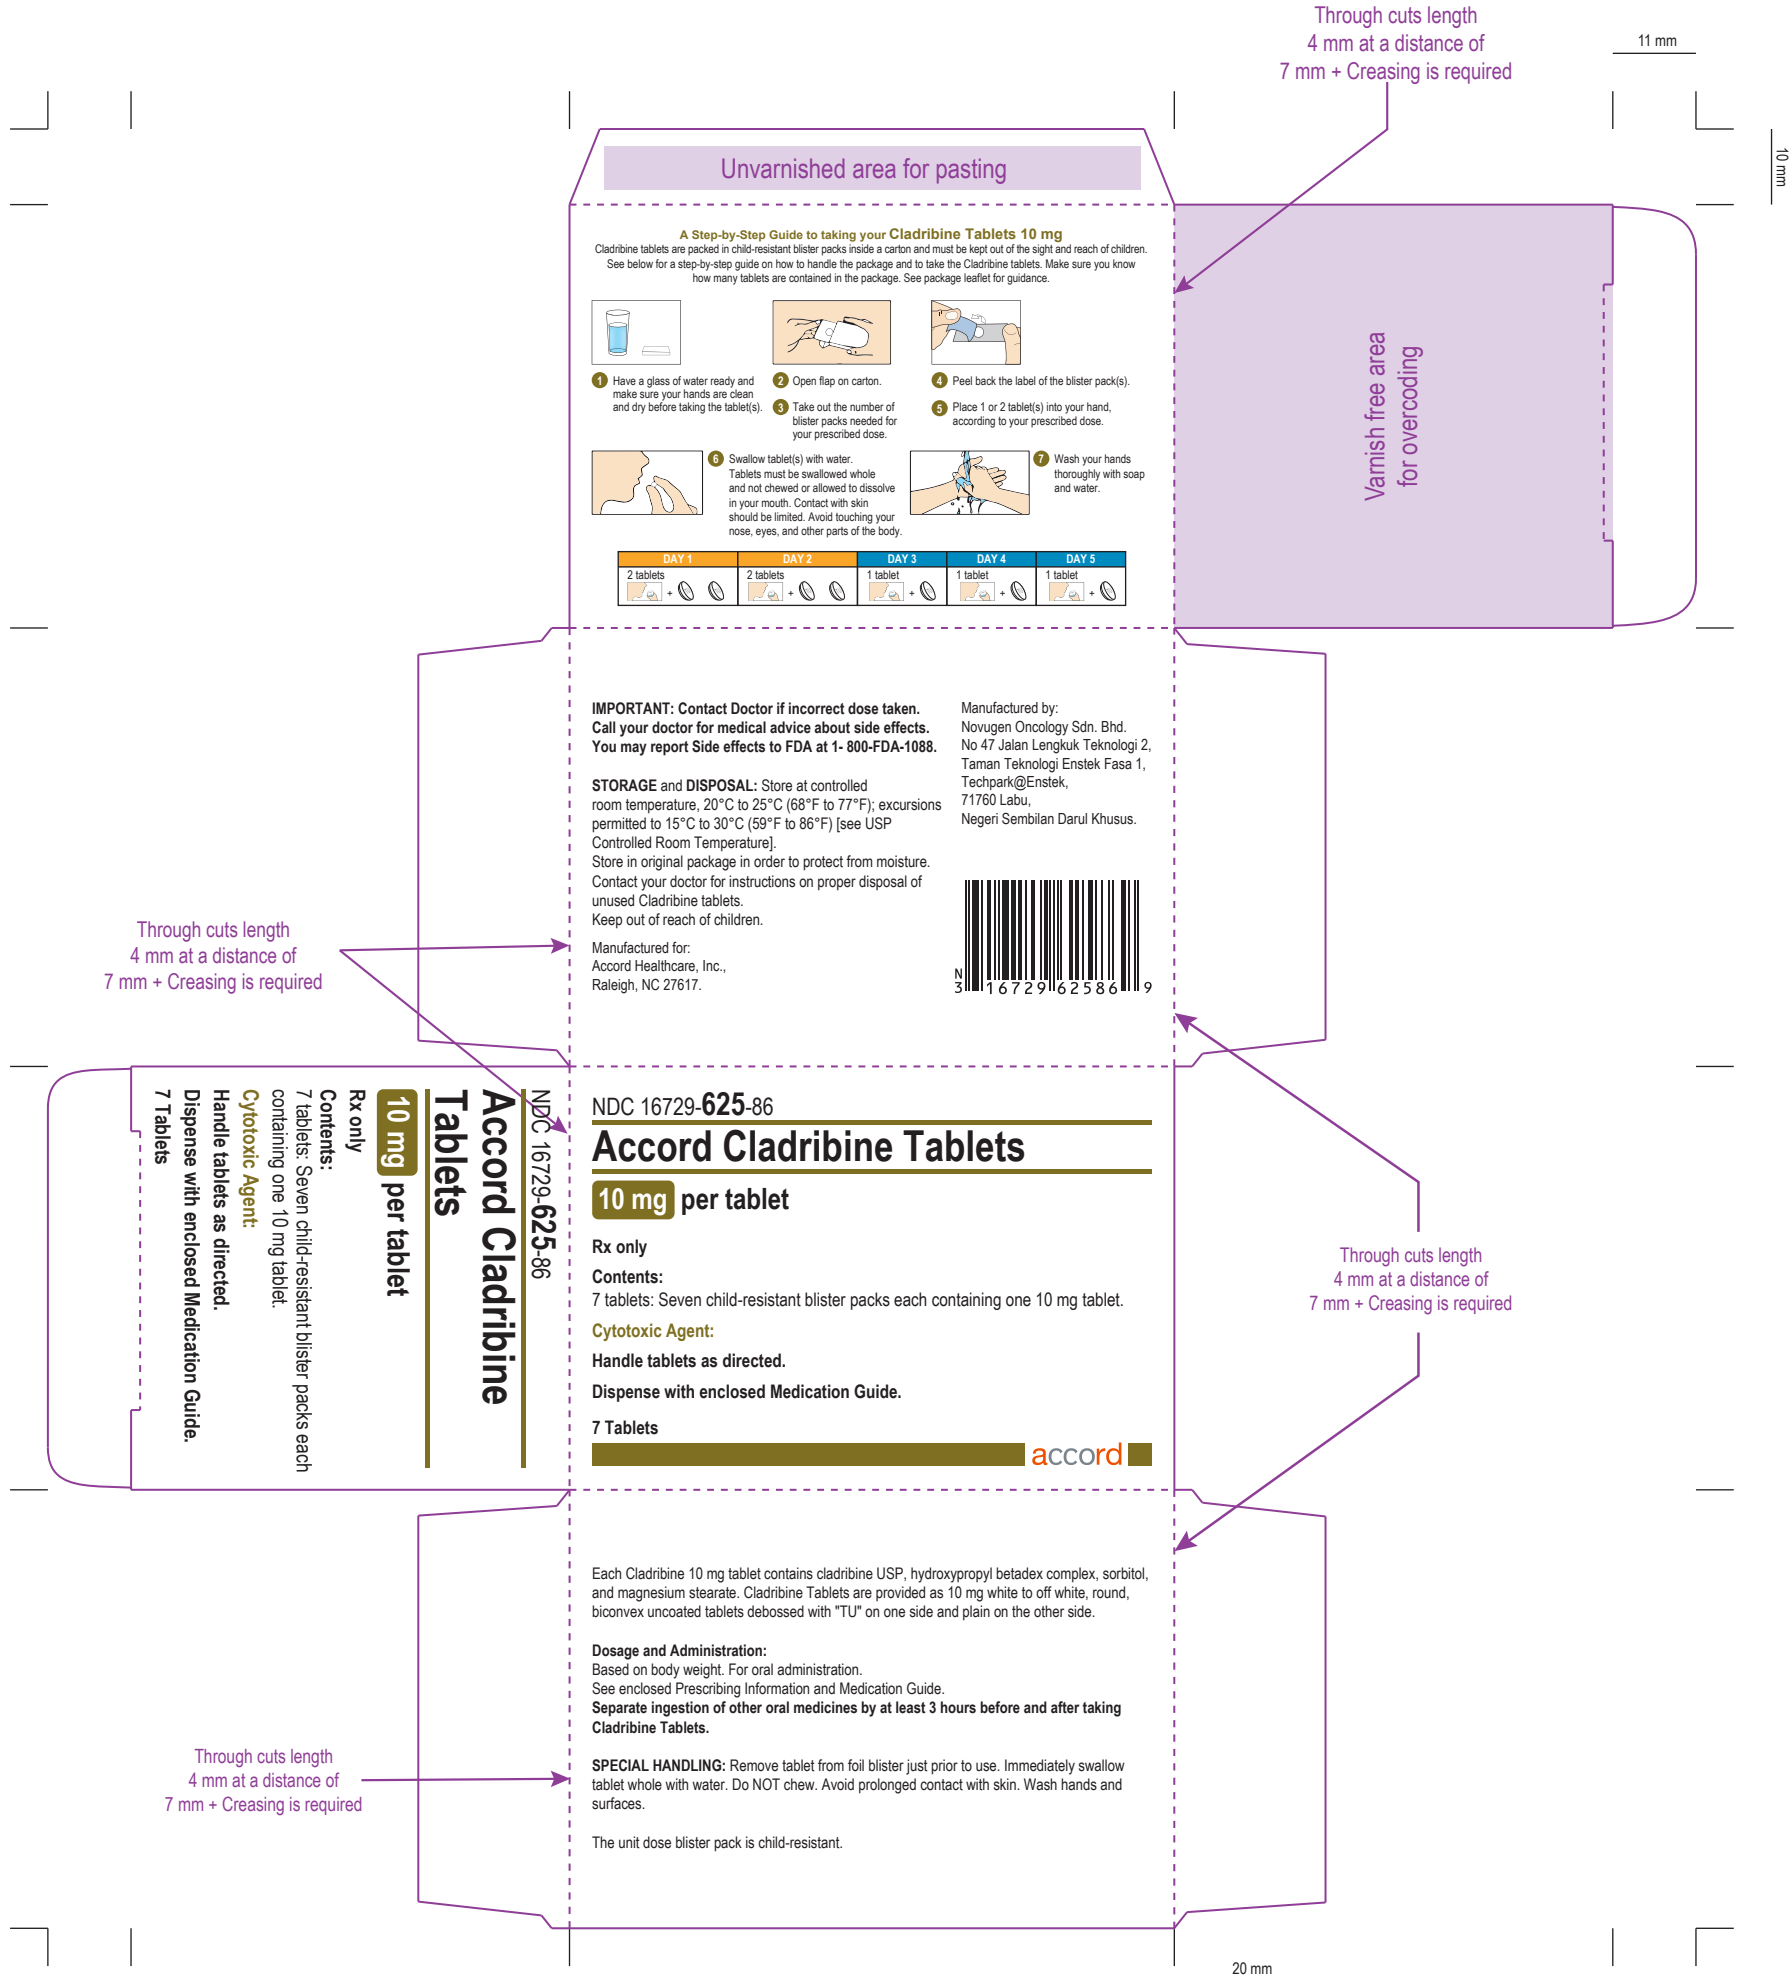 Through cuts length
4 mm at a distance of
7 mm + Creasing is required
11 mm
10 mm
Unvarnished area for pasting
A Step-by-Step Guide to taking your Cladribine Tablets 10 mg
Cladribine tablets are packed in child-resistant blister packs inside a carton and must be kept out of the sight and reach of children.
See below for a step-by-step guide on how to handle the package and to take the Cladribine tablets. Make sure you know
how many tablets are contained in the package. See package leaflet for guidance.
1 Have a glass of water ready and
make sure your hands are clean
and dry before taking the tablet(s).
2 Open flap on carton.
3 Take out the number of
blister packs needed for
your prescribed dose.
4 Peel back the label of the blister pack(s).
5 Place 1 or 2 tablet(s) into your hand,
according to your prescribed dose.
6 Swallow tablet(s) with water.
Tablets must be swallowed whole
and not chewed or allowed to dissolve
in your mouth. Contact with skin
should be limited. Avoid touching your
nose, eyes, and other parts of the body.
7 Wash your hands
thoroughly with soap
and water.
DAY 1 DAY 2 DAY 3 DAY 4 DAY 5
2 tablets 2 tablets 1 tablet 1 tablet 1 tablet
+ + + + +
Varnish free area
for overcoding
IMPORTANT: Contact Doctor if incorrect dose taken.
Call your doctor for medical advice about side effects.
You may report Side effects to FDA at 1- 800-FDA-1088.
STORAGE and DISPOSAL: Store at controlled
room temperature, 20°C to 25°C (68°F to 77°F); excursions
permitted to 15°C to 30°C (59°F to 86°F) [see USP
Controlled Room Temperature].
Store in original package in order to protect from moisture.
Contact your doctor for instructions on proper disposal of
unused Cladribine tablets.
Keep out of reach of children.
Manufactured for:
Accord Healthcare, Inc.,
Raleigh, NC 27617.
Manufactured by:
Novugen Oncology Sdn. Bhd.
No 47 Jalan Lengkuk Teknologi 2,
Taman Teknologi Enstek Fasa 1,
Techpark@Enstek,
71760 Labu,
Negeri Sembilan Darul Khusus.
N
3 16729 62586 9
Through cuts length
4 mm at a distance of
7 mm + Creasing is required
NDC 16729-625-86
Accord Cladribine
Tablets
10 mg per tablet
Rx only
Contents:
7 tablets: Seven child-resistant blister packs each
containing one 10 mg tablet.
Cytotoxic Agent:
Handle tablets as directed.
Dispense with enclosed Medication Guide.
7 Tablets
NDC 16729-625-86
Accord Cladribine Tablets
10 mg per tablet
Rx only
Contents:
7 tablets: Seven child-resistant blister packs each containing one 10 mg tablet.
Cytotoxic Agent:
Handle tablets as directed.
Dispense with enclosed Medication Guide.
7 Tablets
accord
Through cuts length
4 mm at a distance of
7 mm + Creasing is required
Each Cladribine 10 mg tablet contains cladribine USP, hydroxypropyl betadex complex, sorbitol,
and magnesium stearate. Cladribine Tablets are provided as 10 mg white to off white, round,
biconvex uncoated tablets debossed with "TU" on one side and plain on the other side.
Dosage and Administration:
Based on body weight. For oral administration.
See enclosed Prescribing Information and Medication Guide.
Separate ingestion of other oral medicines by at least 3 hours before and after taking
Cladribine Tablets.
SPECIAL HANDLING: Remove tablet from foil blister just prior to use. Immediately swallow
tablet whole with water. Do NOT chew. Avoid prolonged contact with skin. Wash hands and
surfaces.
The unit dose blister pack is child-resistant.
Through cuts length
4 mm at a distance of
7 mm + Creasing is required
20 mm